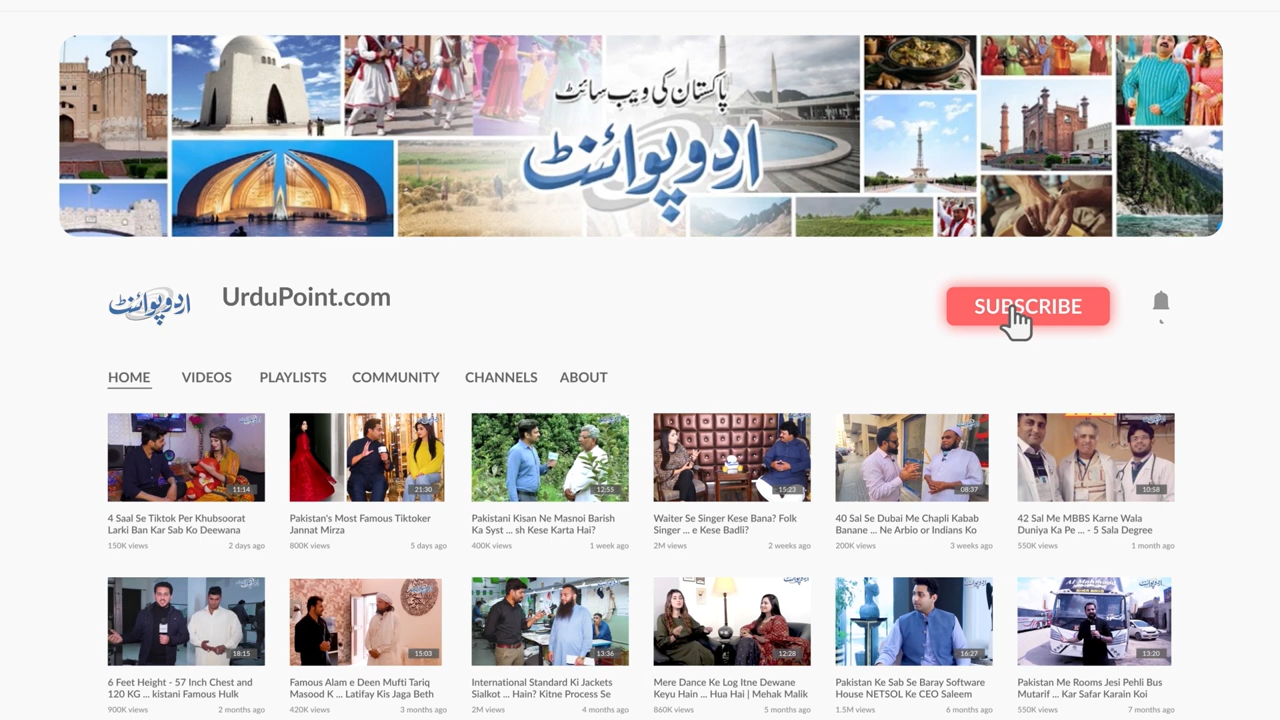 پاکستان کی ویب سائٹ
اردوپوائنٹ
اردوپوائنٹ
UrduPoint.com
SUBSCRIBE
HOME VIDEOS PLAYLISTS COMMUNITY CHANNELS ABOUT
11:14 21:30 12:55 15:23 08:37 10:58
4 Saal Se Tiktok Per Khubsoorat
Larki Ban Kar Sab Ko Deewana
150K views 2 days ago
Pakistan's Most Famous Tiktoker
Jannat Mirza
800K views 5 days ago
Pakistani Kisan Ne Masnoi Barish
Ka Syst ... sh Kese Karta Hai?
400K views 1 week ago
Waiter Se Singer Kese Bana? Folk
Singer ... e Kese Badli?
2M views 2 weeks ago
40 Sal Se Dubai Me Chapli Kabab
Banane ... Ne Arbio or Indians Ko
200K views 3 weeks ago
42 Sal Me MBBS Karne Wala
Duniya Ka Pe ... - 5 Sala Degree
550K views 1 month ago
18:15 15:03 13:36 12:28 16:27 13:20
6 Feet Height - 57 Inch Chest and
120 KG ... kistani Famous Hulk
900K views 2 months ago
Famous Alam e Deen Mufti Tariq
Masood K ... Latifay Kis Jaga Beth
420K views 3 months ago
International Standard Ki Jackets
Sialkot ... Hain? Kitne Process Se
2M views 4 months ago
Mere Dance Ke Log Itne Dewane
Keyu Hain ... Hua Hai | Mehak Malik
860K views 5 months ago
Pakistan Ke Sab Se Baray Software
House NETSOL Ke CEO Saleem
1.5M views 6 months ago
Pakistan Me Rooms Jesi Pehli Bus
Mutarif ... Kar Safar Karain Koi
550K views 7 months ago